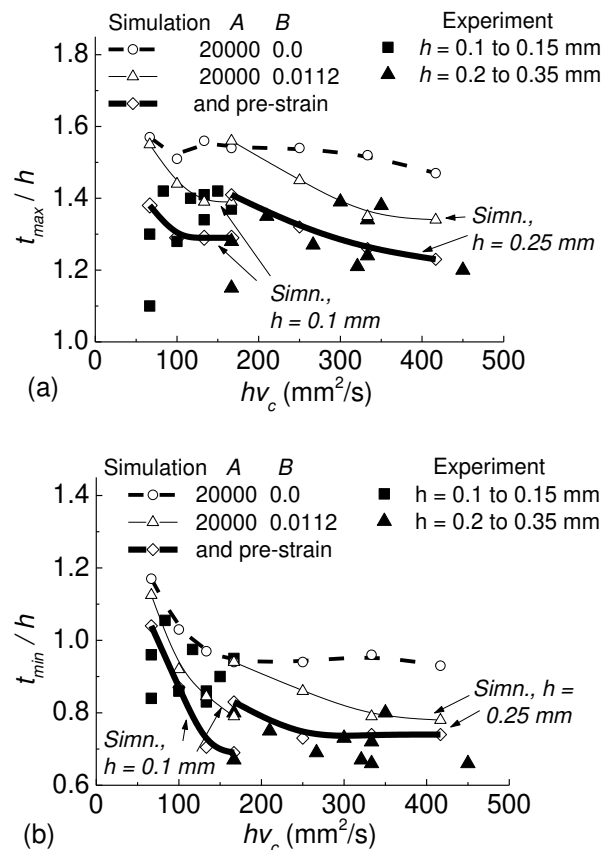 Simulation A B Experiment
20000 0.0 h = 0.1 to 0.15 mm
20000 0.0112 h = 0.2 to 0.35 mm
and pre-strain
1.8
1.6
1.4
1.2
1.0
t_max / h
Simn.,
h = 0.25 mm
Simn.,
h = 0.1 mm
0 100 200 300 400 500
(a) hv_c (mm²/s)
Simulation A B Experiment
20000 0.0 h = 0.1 to 0.15 mm
20000 0.0112 h = 0.2 to 0.35 mm
and pre-strain
1.4
1.2
1.0
0.8
0.6
t_min / h
Simn., h =
0.25 mm
Simn.,
h = 0.1 mm
0 100 200 300 400 500
(b) hv_c (mm²/s)